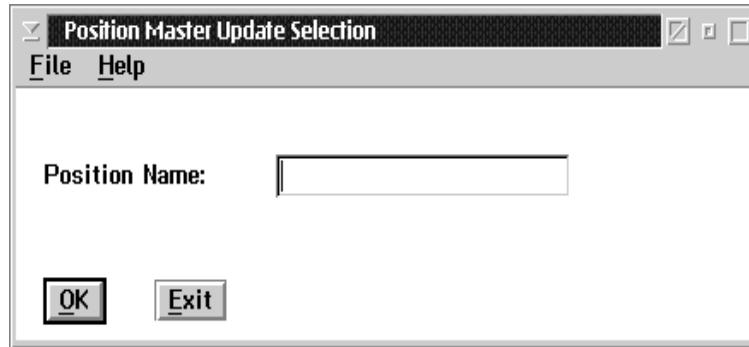 Position Master Update Selection
File Help
Position Name:
OK Exit